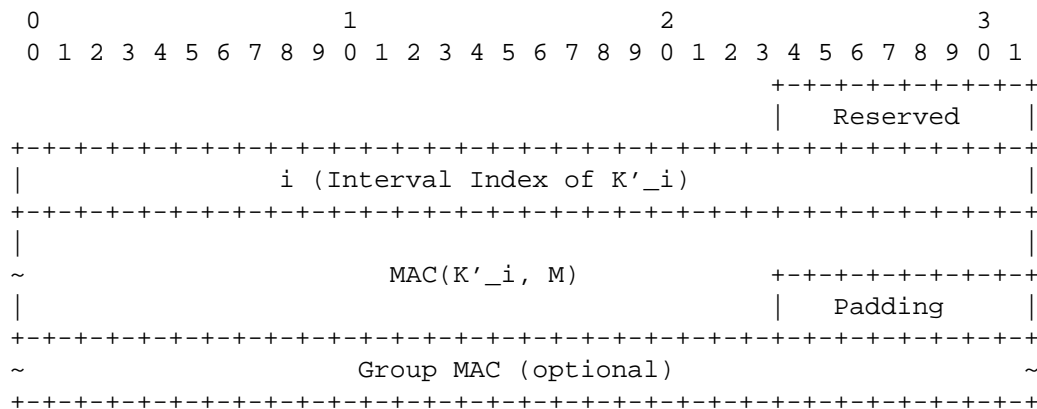 0                   1                   2                   3
 0 1 2 3 4 5 6 7 8 9 0 1 2 3 4 5 6 7 8 9 0 1 2 3 4 5 6 7 8 9 0 1
                                                +-+-+-+-+-+-+-+-+
                                                |   Reserved    |
+-+-+-+-+-+-+-+-+-+-+-+-+-+-+-+-+-+-+-+-+-+-+-+-+-+-+-+-+-+-+-+-+
|                i (Interval Index of K'_i)                     |
+-+-+-+-+-+-+-+-+-+-+-+-+-+-+-+-+-+-+-+-+-+-+-+-+-+-+-+-+-+-+-+-+
|                                                               |
~                       MAC(K'_i, M)            +-+-+-+-+-+-+-+-+
|                                               |   Padding     |
+-+-+-+-+-+-+-+-+-+-+-+-+-+-+-+-+-+-+-+-+-+-+-+-+-+-+-+-+-+-+-+-+
~                     Group MAC (optional)                      ~
+-+-+-+-+-+-+-+-+-+-+-+-+-+-+-+-+-+-+-+-+-+-+-+-+-+-+-+-+-+-+-+-+